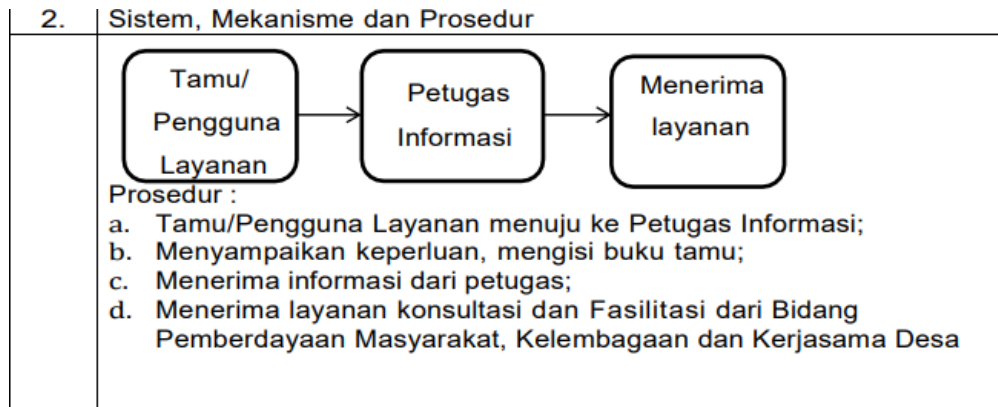 2. Sistem, Mekanisme dan Prosedur
Tamu/
Pengguna
Layanan
Petugas
Informasi
Menerima
layanan
Prosedur :
a. Tamu/Pengguna Layanan menuju ke Petugas Informasi;
b. Menyampaikan keperluan, mengisi buku tamu;
c. Menerima informasi dari petugas;
d. Menerima layanan konsultasi dan Fasilitasi dari Bidang
Pemberdayaan Masyarakat, Kelembagaan dan Kerjasama Desa